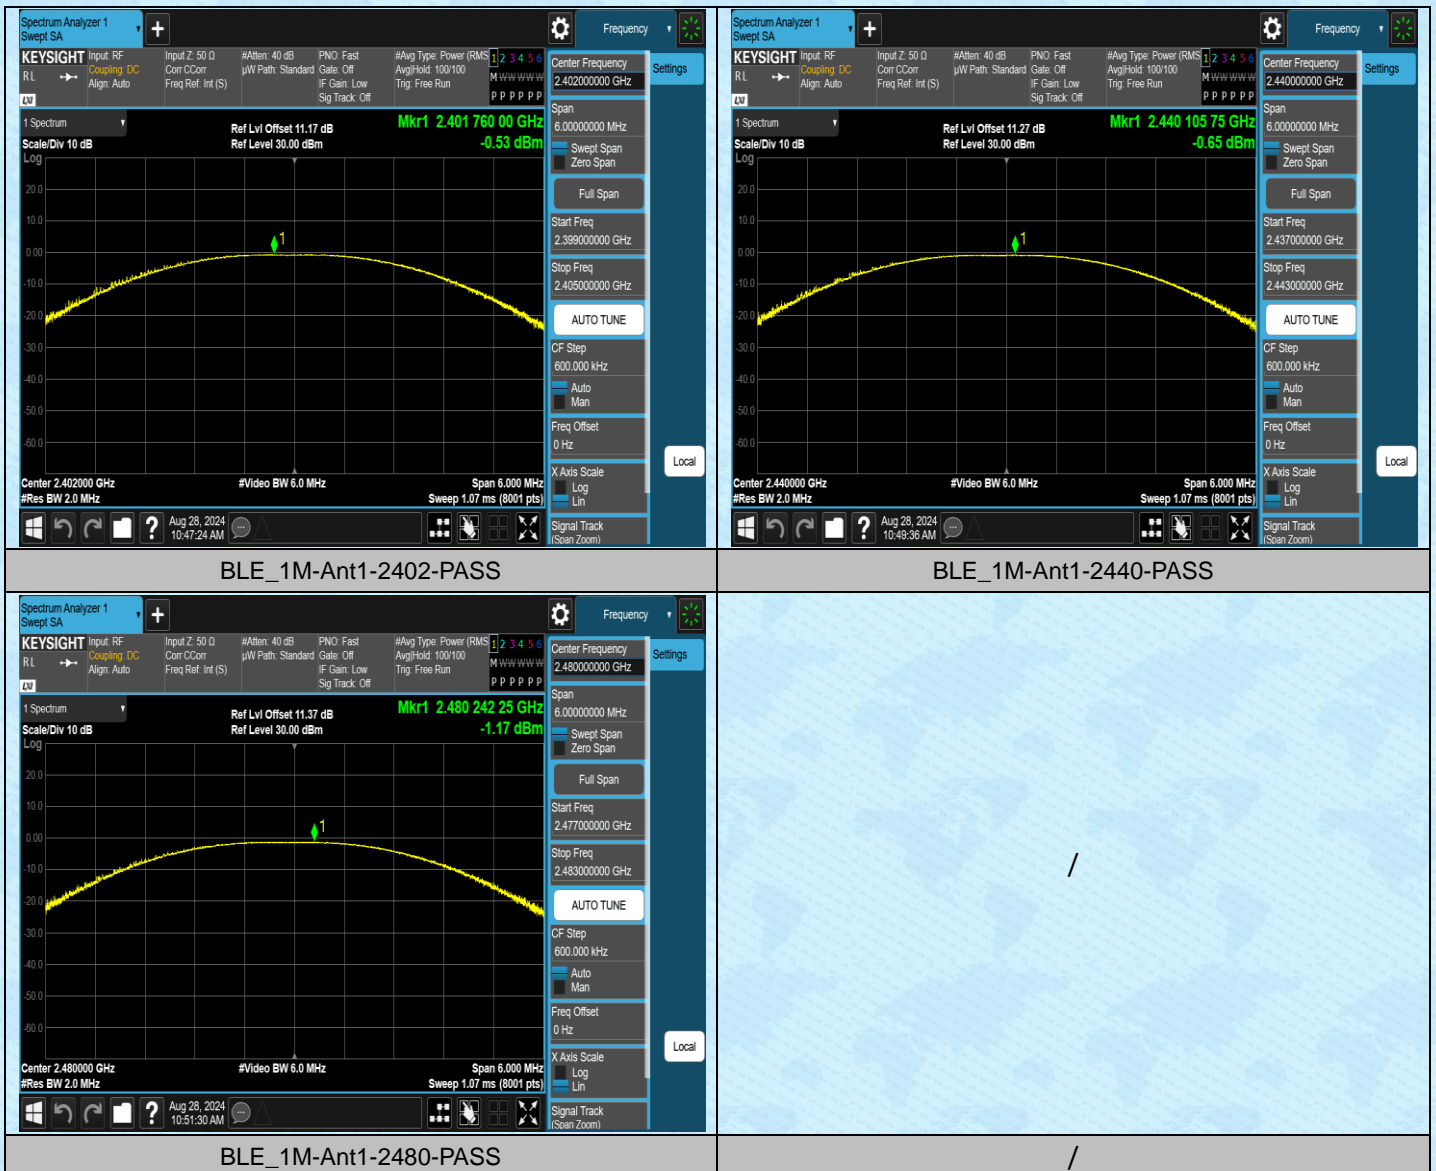 Spectrum Analyzer 1
Swept SA
+
Frequency
KEYSIGHT
RL
LXI
Input: RF
Coupling: DC
Align: Auto
Input Z: 50 Ω
Corr CCorr
Freq Ref: Int (S)
#Atten: 40 dB
µW Path: Standard
PNO: Fast
Gate: Off
IF Gain: Low
Sig Track: Off
#Avg Type: Power (RMS
Avg|Hold: 100/100
Trig: Free Run
1 2 3 4 5 6
M W W W W W
P P P P P P
Center Frequency
2.402000000 GHz
Settings
1 Spectrum
Scale/Div 10 dB
Log
Ref Lvl Offset 11.17 dB
Ref Level 30.00 dBm
Mkr1 2.401 760 00 GHz
-0.53 dBm
20.0
10.0
0.00
-10.0
-20.0
-30.0
-40.0
-50.0
-60.0
1
Center 2.402000 GHz
#Res BW 2.0 MHz
#Video BW 6.0 MHz
Span 6.000 MHz
Sweep 1.07 ms (8001 pts)
Span
6.00000000 MHz
Swept Span
Zero Span
Full Span
Start Freq
2.399000000 GHz
Stop Freq
2.405000000 GHz
AUTO TUNE
CF Step
600.000 kHz
Auto
Man
Freq Offset
0 Hz
X Axis Scale
Log
Lin
Signal Track
(Span Zoom)
Local
?
Aug 28, 2024
10:47:24 AM
BLE_1M-Ant1-2402-PASS
Spectrum Analyzer 1
Swept SA
+
Frequency
KEYSIGHT
RL
LXI
Input: RF
Coupling: DC
Align: Auto
Input Z: 50 Ω
Corr CCorr
Freq Ref: Int (S)
#Atten: 40 dB
µW Path: Standard
PNO: Fast
Gate: Off
IF Gain: Low
Sig Track: Off
#Avg Type: Power (RMS
Avg|Hold: 100/100
Trig: Free Run
1 2 3 4 5 6
M W W W W W
P P P P P P
Center Frequency
2.440000000 GHz
Settings
1 Spectrum
Scale/Div 10 dB
Log
Ref Lvl Offset 11.27 dB
Ref Level 30.00 dBm
Mkr1 2.440 105 75 GHz
-0.65 dBm
20.0
10.0
0.00
-10.0
-20.0
-30.0
-40.0
-50.0
-60.0
1
Center 2.440000 GHz
#Res BW 2.0 MHz
#Video BW 6.0 MHz
Span 6.000 MHz
Sweep 1.07 ms (8001 pts)
Span
6.00000000 MHz
Swept Span
Zero Span
Full Span
Start Freq
2.437000000 GHz
Stop Freq
2.443000000 GHz
AUTO TUNE
CF Step
600.000 kHz
Auto
Man
Freq Offset
0 Hz
X Axis Scale
Log
Lin
Signal Track
(Span Zoom)
Local
?
Aug 28, 2024
10:49:36 AM
BLE_1M-Ant1-2440-PASS
Spectrum Analyzer 1
Swept SA
+
Frequency
KEYSIGHT
RL
LXI
Input: RF
Coupling: DC
Align: Auto
Input Z: 50 Ω
Corr CCorr
Freq Ref: Int (S)
#Atten: 40 dB
µW Path: Standard
PNO: Fast
Gate: Off
IF Gain: Low
Sig Track: Off
#Avg Type: Power (RMS
Avg|Hold: 100/100
Trig: Free Run
1 2 3 4 5 6
M W W W W W
P P P P P P
Center Frequency
2.480000000 GHz
Settings
1 Spectrum
Scale/Div 10 dB
Log
Ref Lvl Offset 11.37 dB
Ref Level 30.00 dBm
Mkr1 2.480 242 25 GHz
-1.17 dBm
20.0
10.0
0.00
-10.0
-20.0
-30.0
-40.0
-50.0
-60.0
1
Center 2.480000 GHz
#Res BW 2.0 MHz
#Video BW 6.0 MHz
Span 6.000 MHz
Sweep 1.07 ms (8001 pts)
Span
6.00000000 MHz
Swept Span
Zero Span
Full Span
Start Freq
2.477000000 GHz
Stop Freq
2.483000000 GHz
AUTO TUNE
CF Step
600.000 kHz
Auto
Man
Freq Offset
0 Hz
X Axis Scale
Log
Lin
Signal Track
(Span Zoom)
Local
?
Aug 28, 2024
10:51:30 AM
/
BLE_1M-Ant1-2480-PASS
/